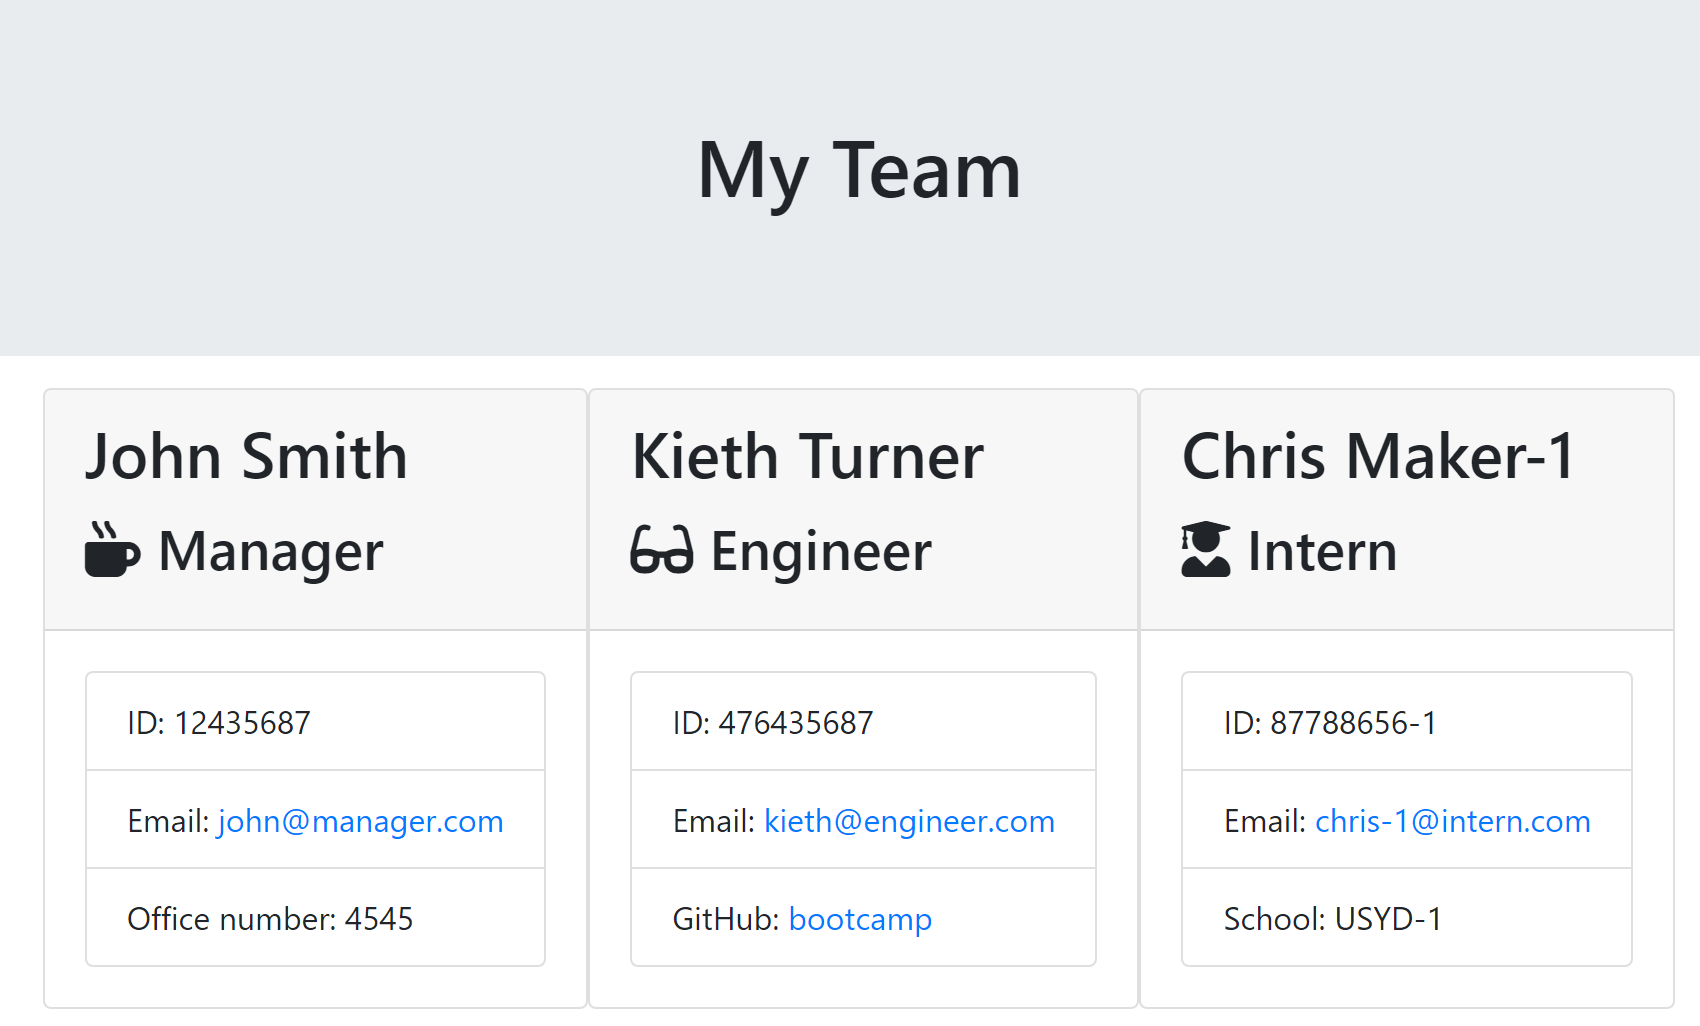 My Team
John Smith
Manager
ID: 12435687
Email: john@manager.com
Office number: 4545
Kieth Turner
Engineer
ID: 476435687
Email: kieth@engineer.com
GitHub: bootcamp
Chris Maker-1
Intern
ID: 87788656-1
Email: chris-1@intern.com
School: USYD-1